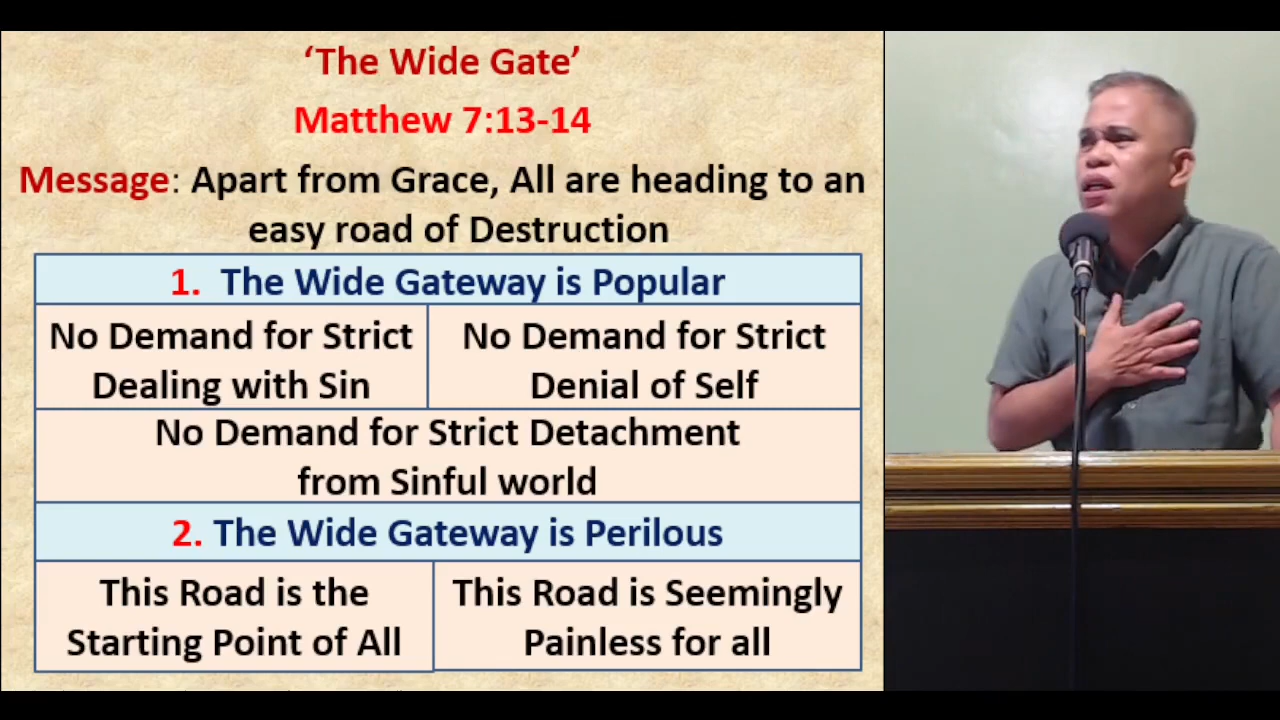 ‘The Wide Gate’
Matthew 7:13-14
Message: Apart from Grace, All are heading to an
easy road of Destruction
1. The Wide Gateway is Popular
No Demand for Strict
Dealing with Sin
No Demand for Strict
Denial of Self
No Demand for Strict Detachment
from Sinful world
2. The Wide Gateway is Perilous
This Road is the
Starting Point of All
This Road is Seemingly
Painless for all